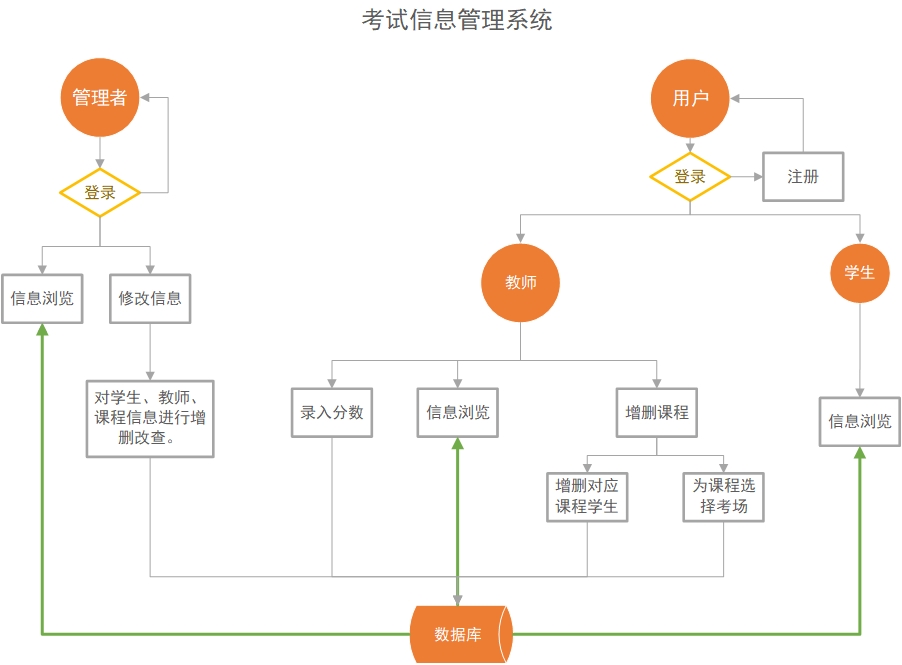 考试信息管理系统
管理者
用户
登录
登录
注册
教师
学生
信息浏览
修改信息
对学生、教师、
课程信息进行增
删改查。
录入分数
信息浏览
增删课程
信息浏览
增删对应
课程学生
为课程选
择考场
数据库